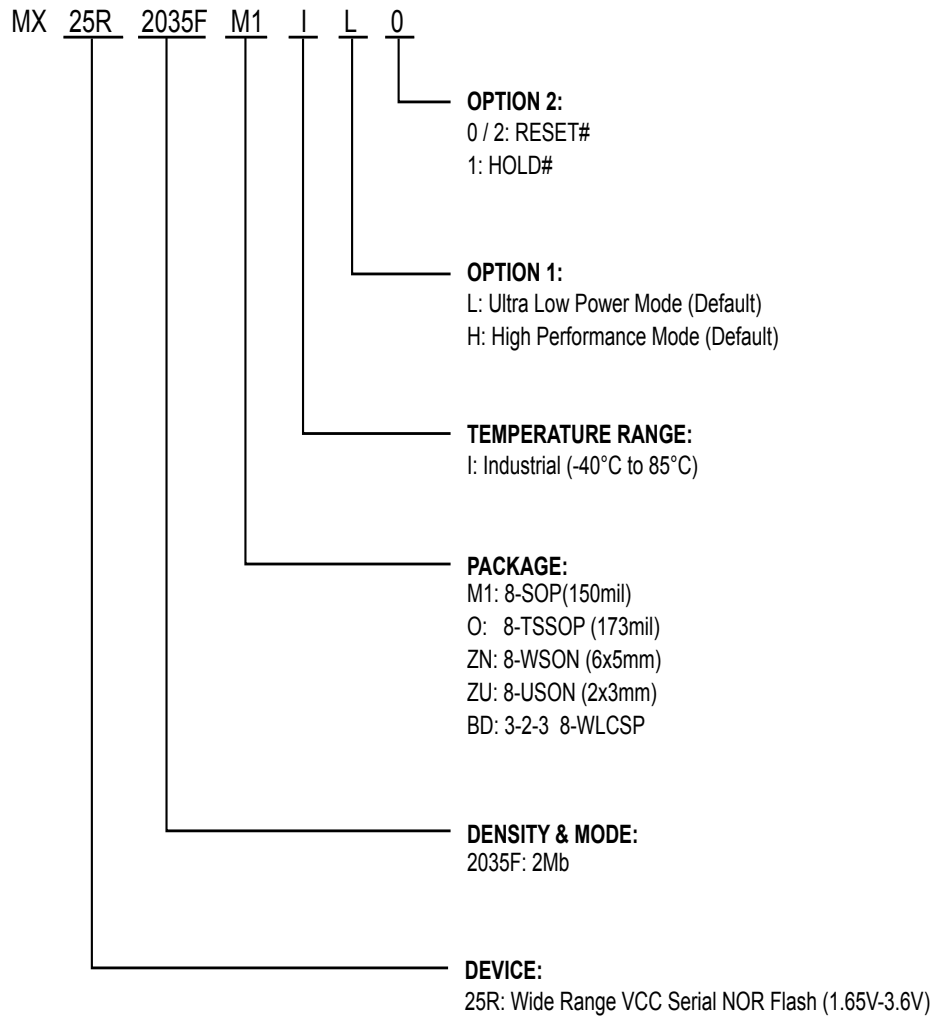 MX 25R 2035F M1 I L 0
OPTION 2:
0 / 2: RESET#
1: HOLD#
OPTION 1:
L: Ultra Low Power Mode (Default)
H: High Performance Mode (Default)
TEMPERATURE RANGE:
I: Industrial (-40°C to 85°C)
PACKAGE:
M1: 8-SOP(150mil)
O: 8-TSSOP (173mil)
ZN: 8-WSON (6x5mm)
ZU: 8-USON (2x3mm)
BD: 3-2-3 8-WLCSP
DENSITY & MODE:
2035F: 2Mb
DEVICE:
25R: Wide Range VCC Serial NOR Flash (1.65V-3.6V)